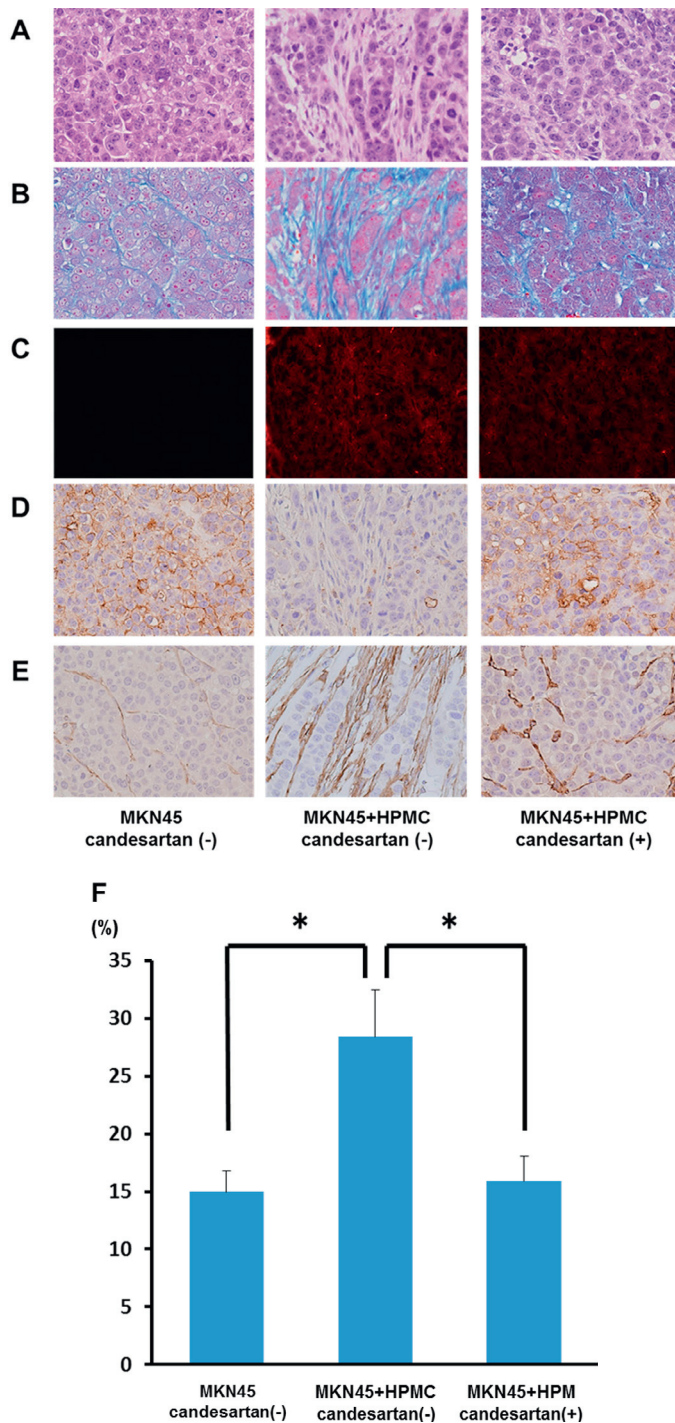 A
B
C
D
E
MKN45 MKN45+HPMC MKN45+HPMC
candesartan (-) candesartan (-) candesartan (+)
F
(%)
* *
35
30
25
20
15
10
5
0
MKN45 MKN45+HPMC MKN45+HPM
candesartan(-) candesartan(-) candesartan(+)